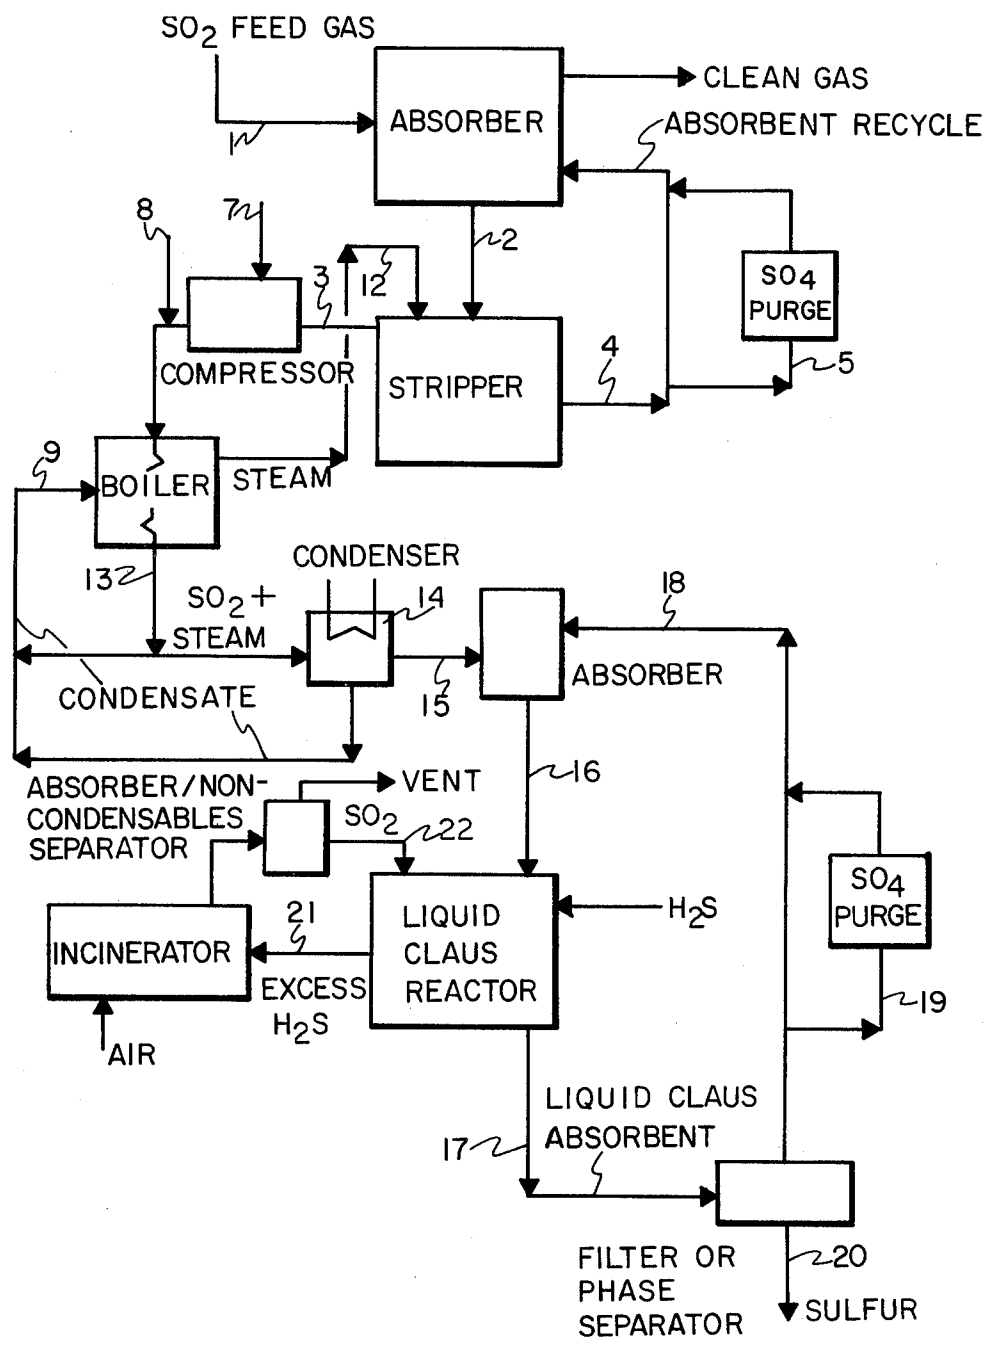 SO2 FEED GAS
CLEAN GAS
ABSORBER
ABSORBENT RECYCLE
1
8
7
2
3
12
SO4
PURGE
COMPRESSOR
STRIPPER
4
5
9
BOILER
STEAM
13
CONDENSER
SO2+
STEAM
14
18
15
ABSORBER
CONDENSATE
16
ABSORBER/NON-
CONDENSABLES
SEPARATOR
VENT
SO2
22
SO4
PURGE
INCINERATOR
21
LIQUID
CLAUS
REACTOR
H2S
EXCESS
H2S
19
AIR
LIQUID CLAUS
ABSORBENT
17
FILTER OR
PHASE
SEPARATOR
20
SULFUR